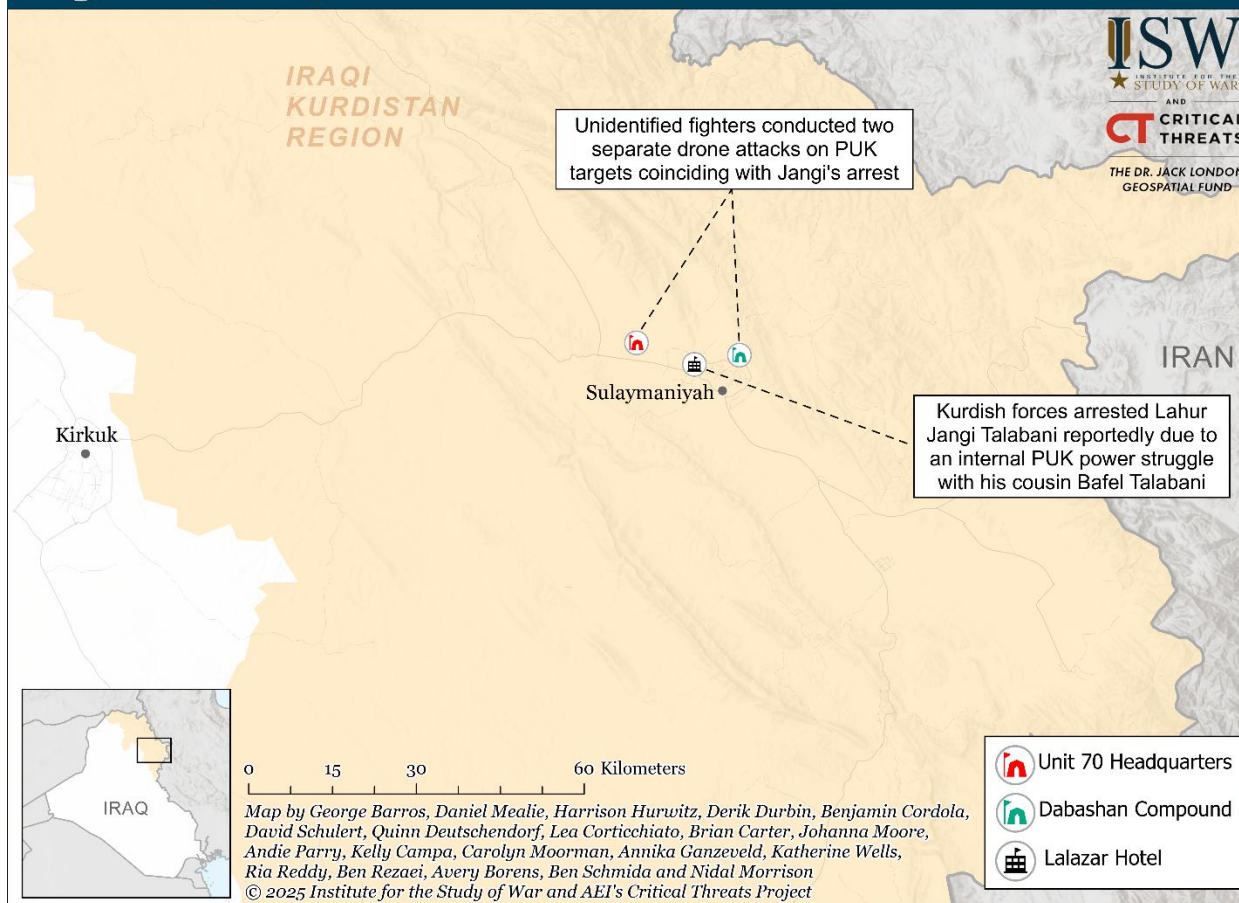 ISW
INSTITUTE FOR THE
STUDY OF WAR
AND
CT CRITICAL
THREATS
THE DR. JACK LONDON
GEOSPATIAL FUND
IRAQI
KURDISTAN
REGION
Unidentified fighters conducted two
separate drone attacks on PUK
targets coinciding with Jangi's arrest
IRAN
Sulaymaniyah
Kirkuk
Kurdish forces arrested Lahur
Jangi Talabani reportedly due to
an internal PUK power struggle
with his cousin Bafel Talabani
IRAQ
0 15 30 60 Kilometers
Map by George Barros, Daniel Mealie, Harrison Hurwitz, Derik Durbin, Benjamin Cordola,
David Schulert, Quinn Deutschendorf, Lea Corticchiato, Brian Carter, Johanna Moore,
Andie Parry, Kelly Campa, Carolyn Moorman, Annika Ganzeveld, Katherine Wells,
Ria Reddy, Ben Rezaei, Avery Borens, Ben Schmida and Nidal Morrison
© 2025 Institute for the Study of War and AEI's Critical Threats Project
Unit 70 Headquarters
Dabashan Compound
Lalazar Hotel